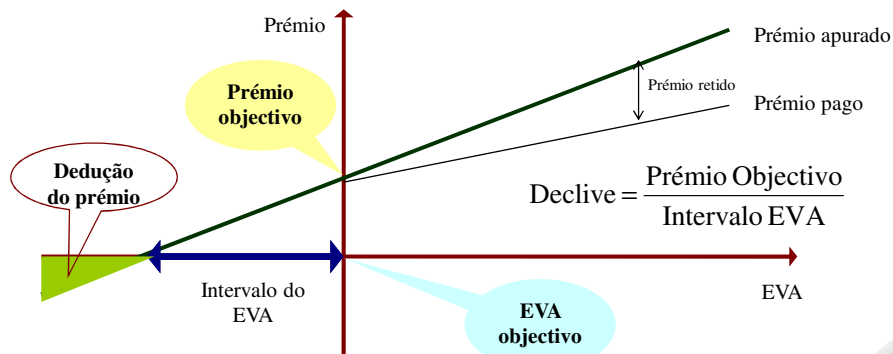 Prémio
Prémio apurado
Prémio
objectivo
Prémio retido
Prémio pago
Dedução
do prémio
Declive = Prémio Objectivo
Intervalo EVA
Intervalo do
EVA
EVA
EVA
objectivo